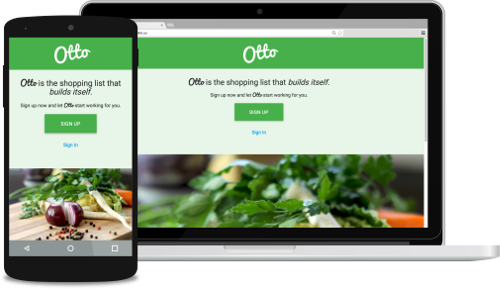 Otto
Otto is the shopping list that
builds itself.
Sign up now and let Otto start working for you.
SIGN UP
Sign in
Otto
Otto is the shopping list that builds itself.
Sign up now and let Otto start working for you.
SIGN UP
Sign in